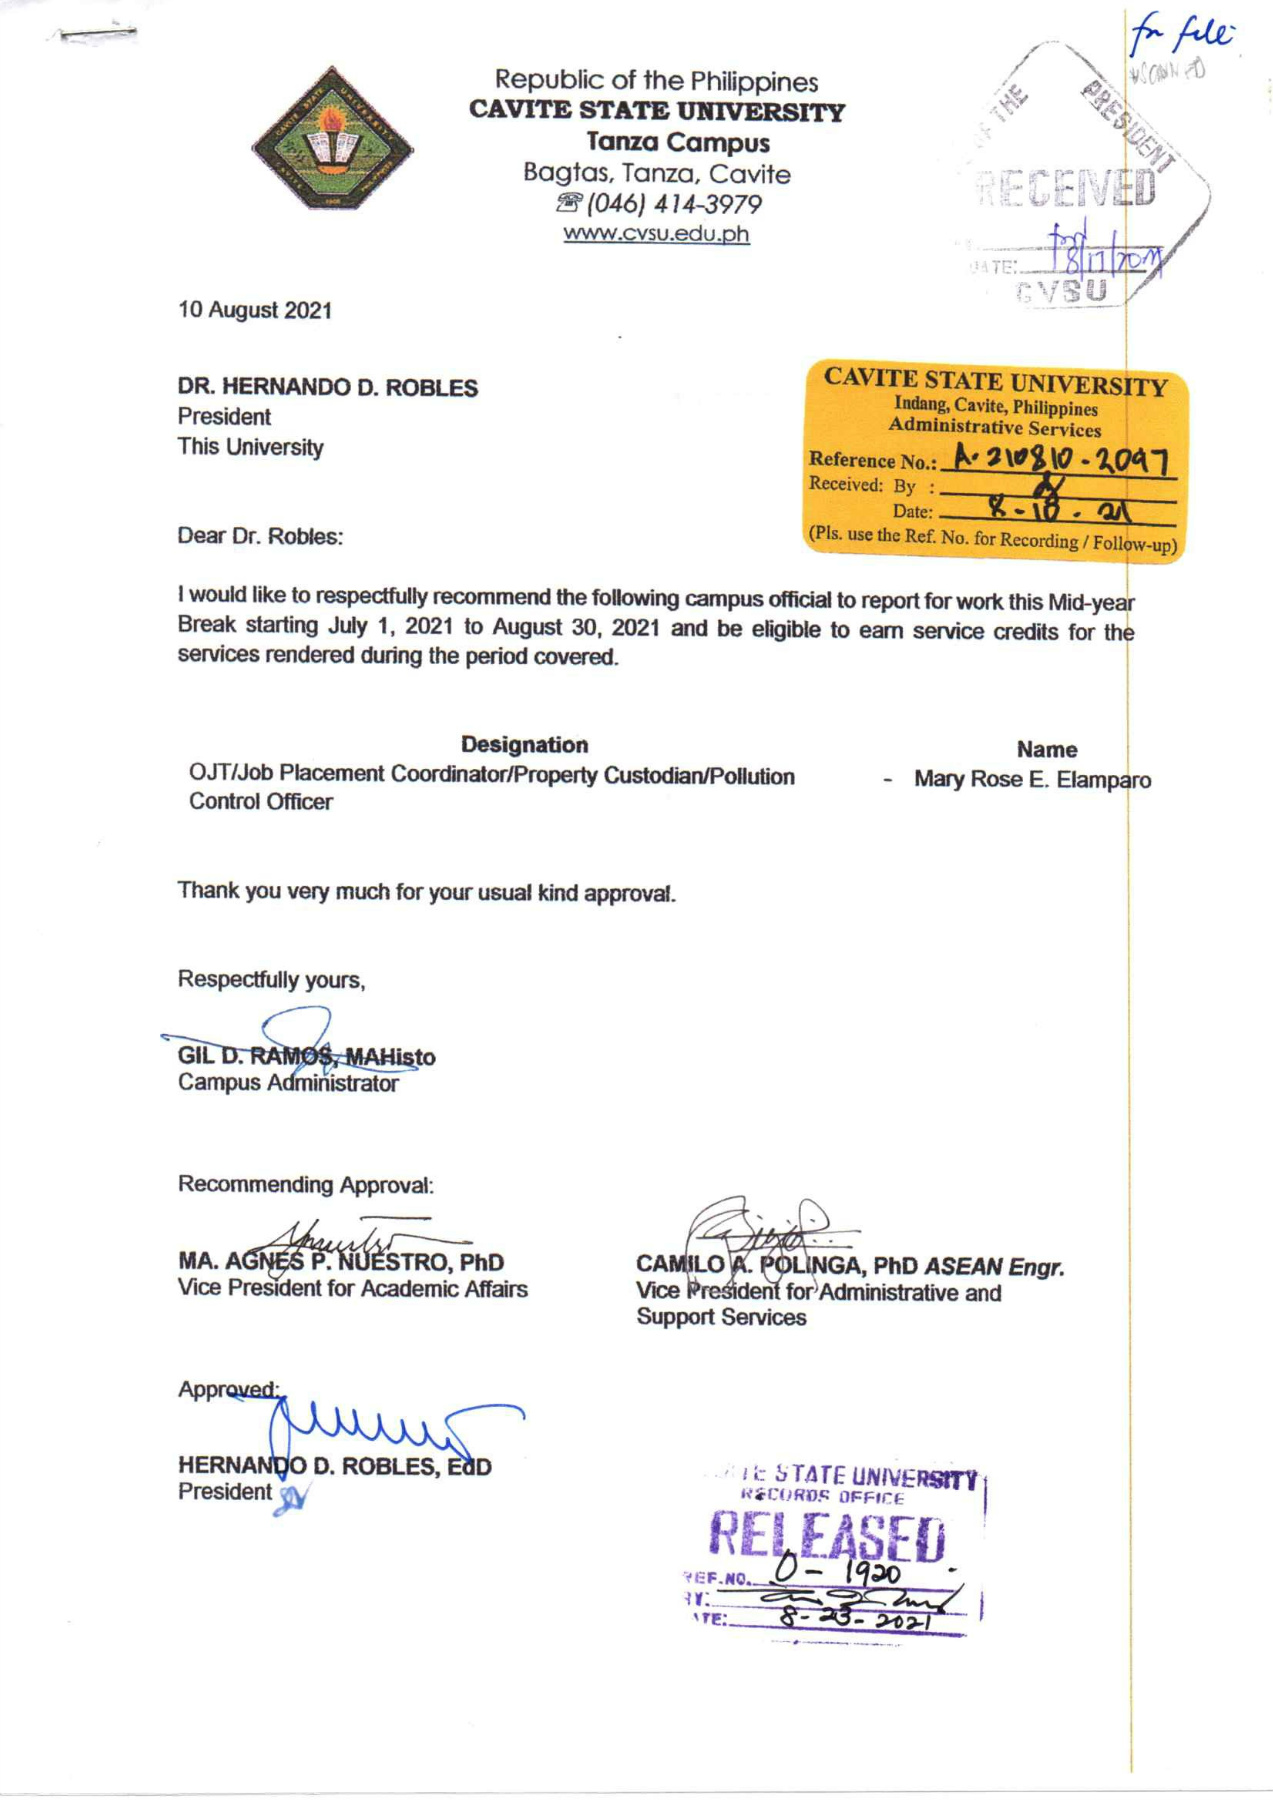 for file
SCANNED
Republic of the Philippines
CAVITE STATE UNIVERSITY
Tanza Campus
Bagtas, Tanza, Cavite
☏ (046) 414-3979
www.cvsu.edu.ph
OF THE PRESIDENT
RECEIVED
DATE: 8/17/2021
CVSU
10 August 2021
DR. HERNANDO D. ROBLES
President
This University
CAVITE STATE UNIVERSITY
Indang, Cavite, Philippines
Administrative Services
Reference No.: A-210810-2097
Received: By :
Date: 8-10-21
(Pls. use the Ref. No. for Recording / Follow-up)
Dear Dr. Robles:
I would like to respectfully recommend the following campus official to report for work this Mid-year
Break starting July 1, 2021 to August 30, 2021 and be eligible to earn service credits for the
services rendered during the period covered.
Designation Name
OJT/Job Placement Coordinator/Property Custodian/Pollution - Mary Rose E. Elamparo
Control Officer
Thank you very much for your usual kind approval.
Respectfully yours,
GIL D. RAMOS, MAHisto
Campus Administrator
Recommending Approval:
MA. AGNES P. NUESTRO, PhD
Vice President for Academic Affairs
CAMILO A. POLINGA, PhD ASEAN Engr.
Vice President for Administrative and
Support Services
Approved:
HERNANDO D. ROBLES, EdD
President
TE STATE UNIVERSITY
RECORDS OFFICE
RELEASED
REF.NO. 0-1920
BY:
ATE: 8-23-2021